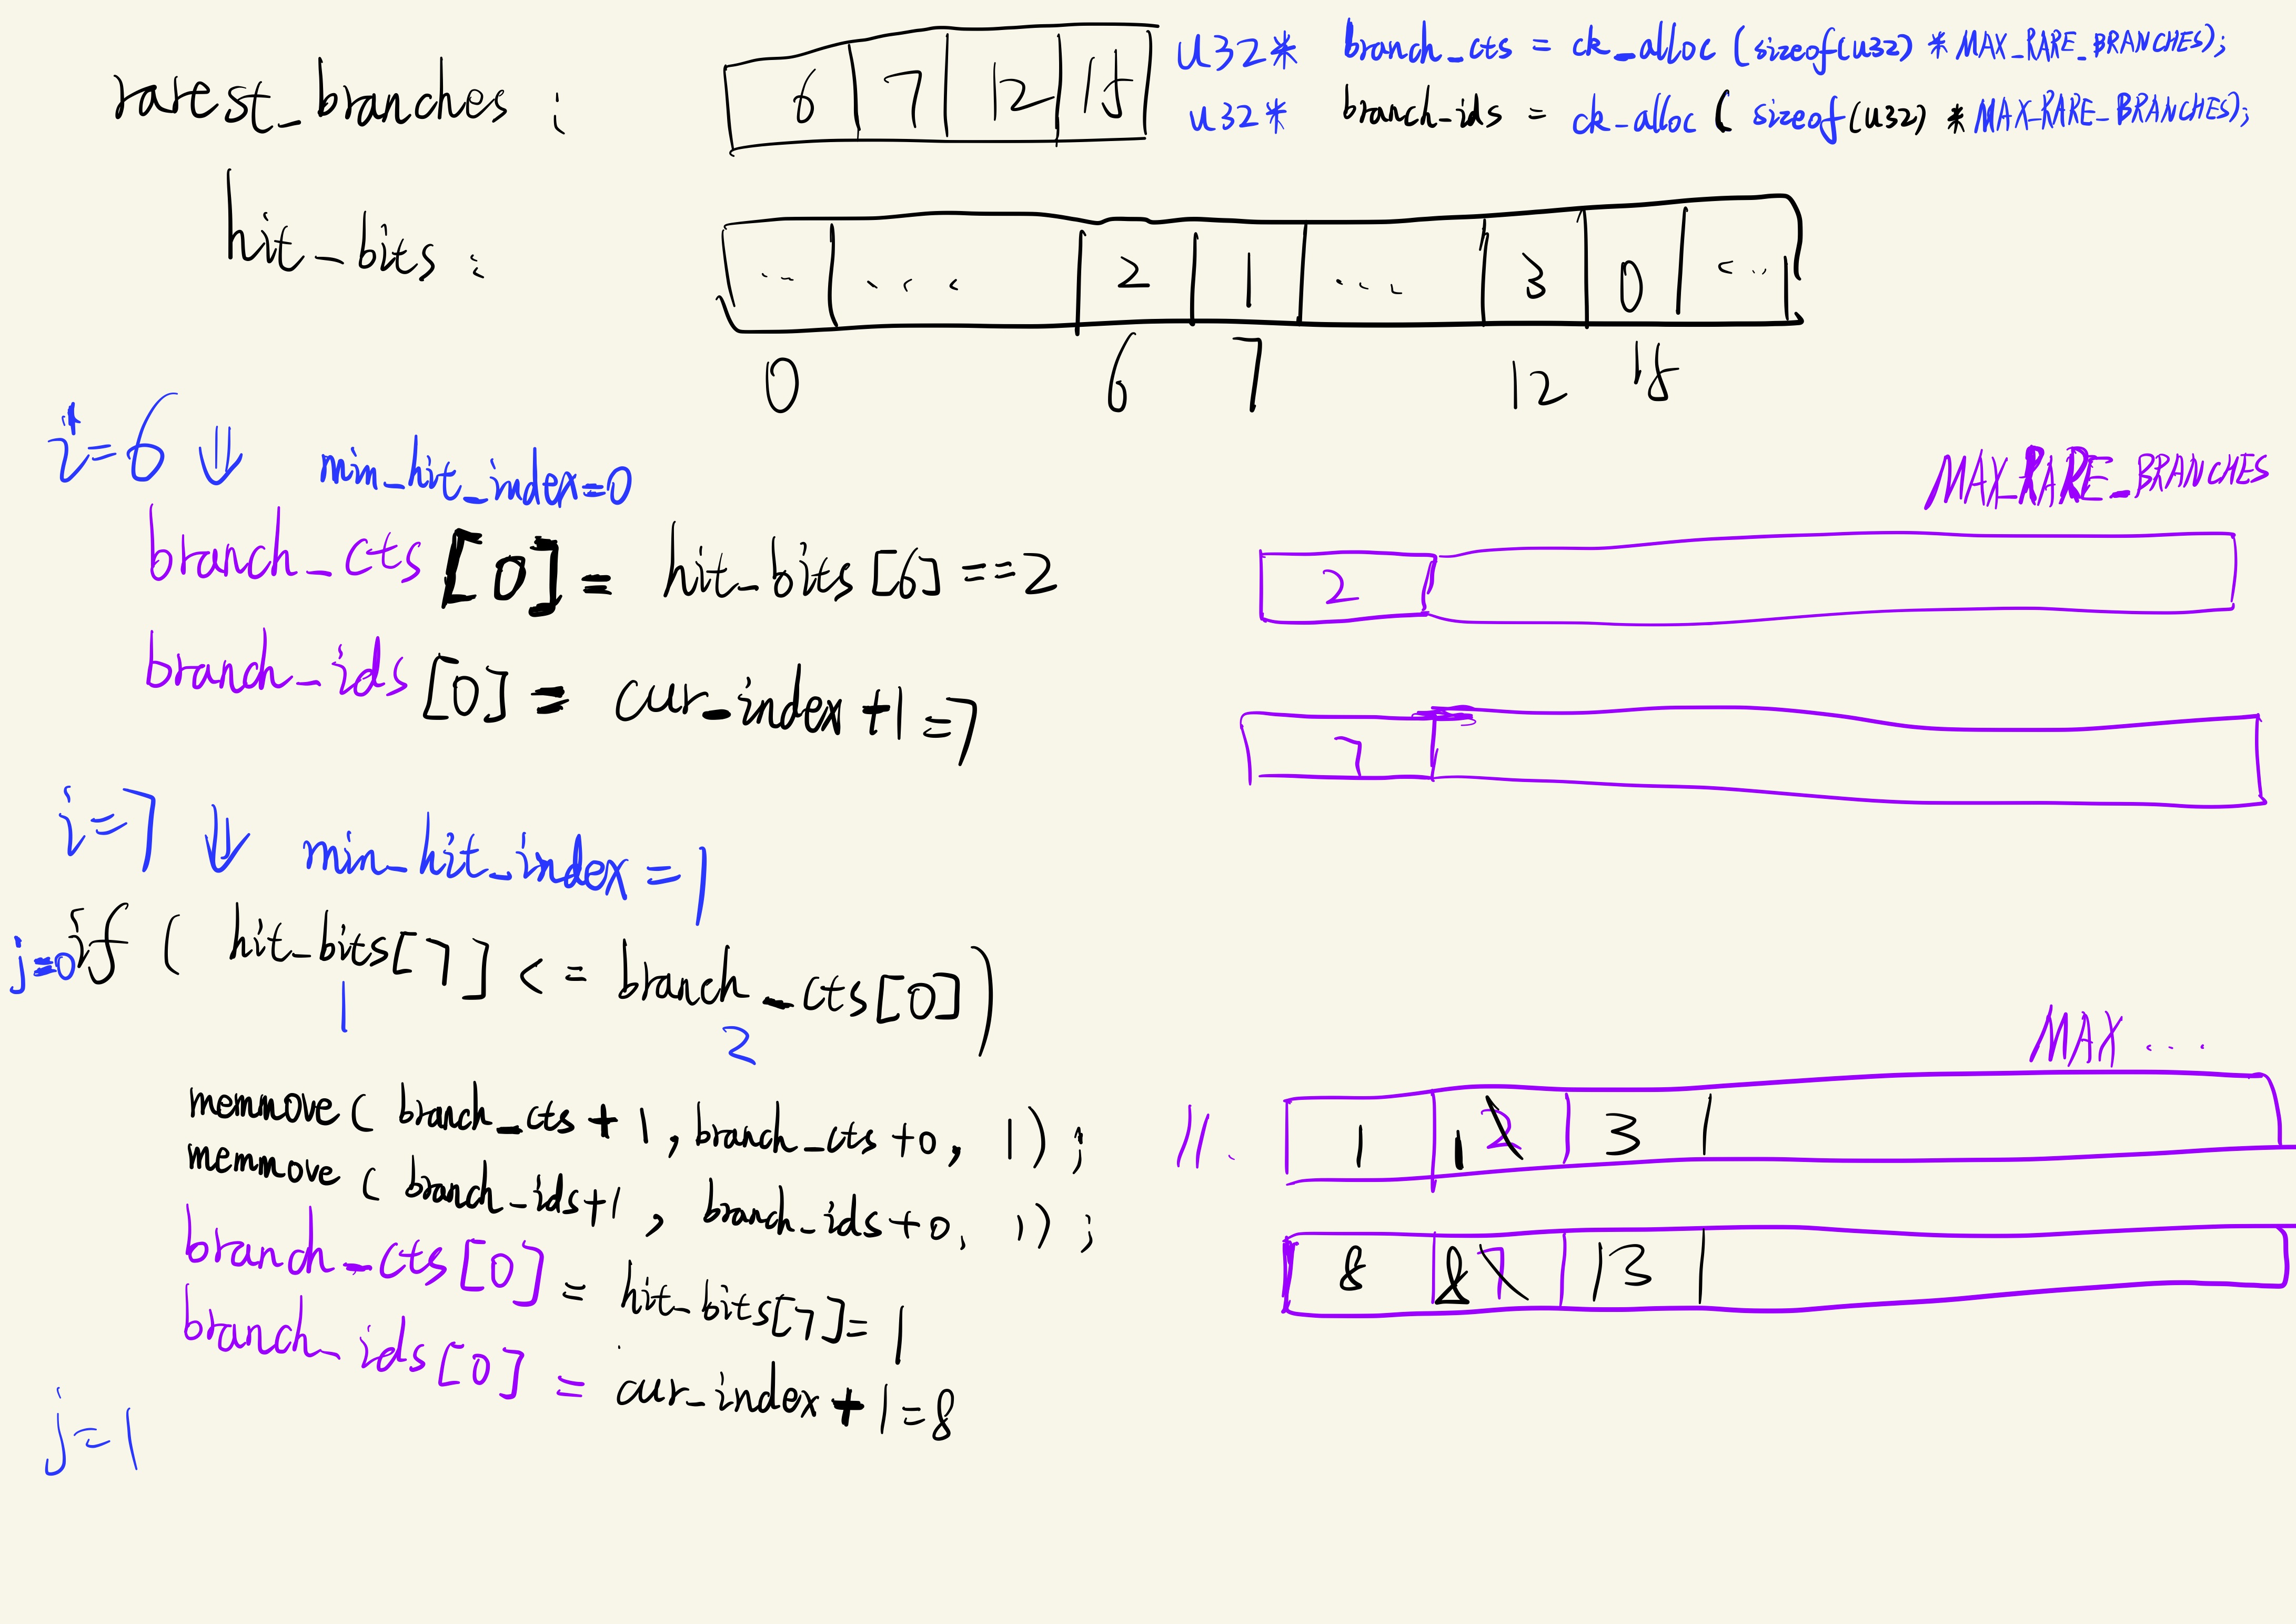 rarest_branches : 6 7 12 15
u32* branch_cts = ck_alloc (sizeof(u32) * MAX_RARE_BRANCHES);
u32* branch_ids = ck_alloc ( sizeof(u32) * MAX_RARE_BRANCHES);
hit_bits : ... ... 2 1 ... 3 0 ...
0 6 7 12 15
i=6 ⇓ min_hit_index=0
MAX_RARE_BRANCHES
branch_cts [0] = hit_bits [6] ==2
2
branch_ids [0] = cur_index +1 =7
7
i=7 ⇓ min_hit_index =1
j=0 if ( hit_bits[7] <= branch_cts[0])
1 2
MAX ...
memmove ( branch_cts + 1 , branch_cts +0, 1) ;
1 1 2 3
memmove ( branch_ids+1 , branch_ids +0, 1) ;
8 8 7 13
branch_cts [0] = hit_bits[7]= 1
branch_ids [0] = cur_index + 1 =8
j=1